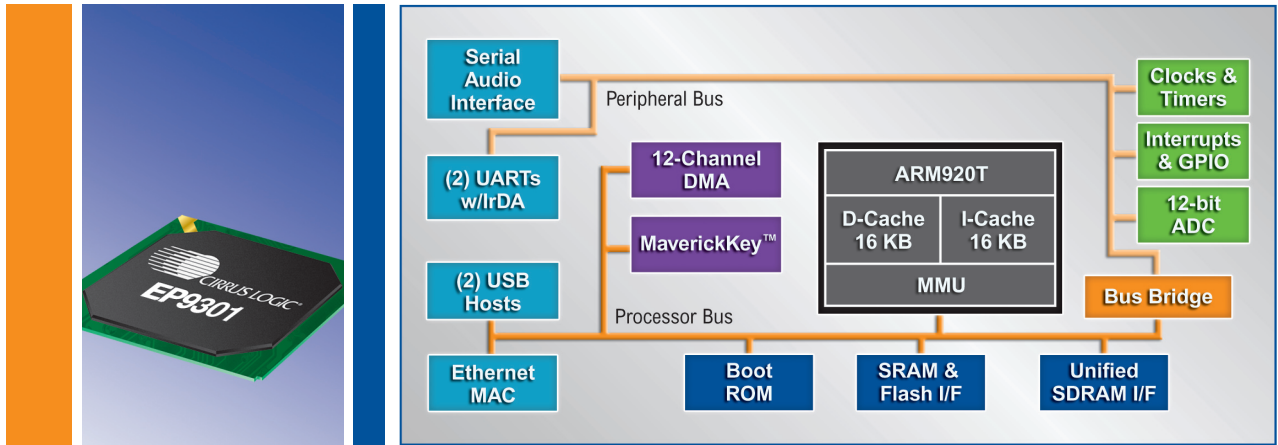 CIRRUS LOGIC®
EP9301
Serial
Audio
Interface
Peripheral Bus
(2) UARTs
w/IrDA
12-Channel
DMA
MaverickKey™
(2) USB
Hosts
Processor Bus
Ethernet
MAC
ARM920T
D-Cache
16 KB
I-Cache
16 KB
MMU
Clocks &
Timers
Interrupts
& GPIO
12-bit
ADC
Bus Bridge
Boot
ROM
SRAM &
Flash I/F
Unified
SDRAM I/F